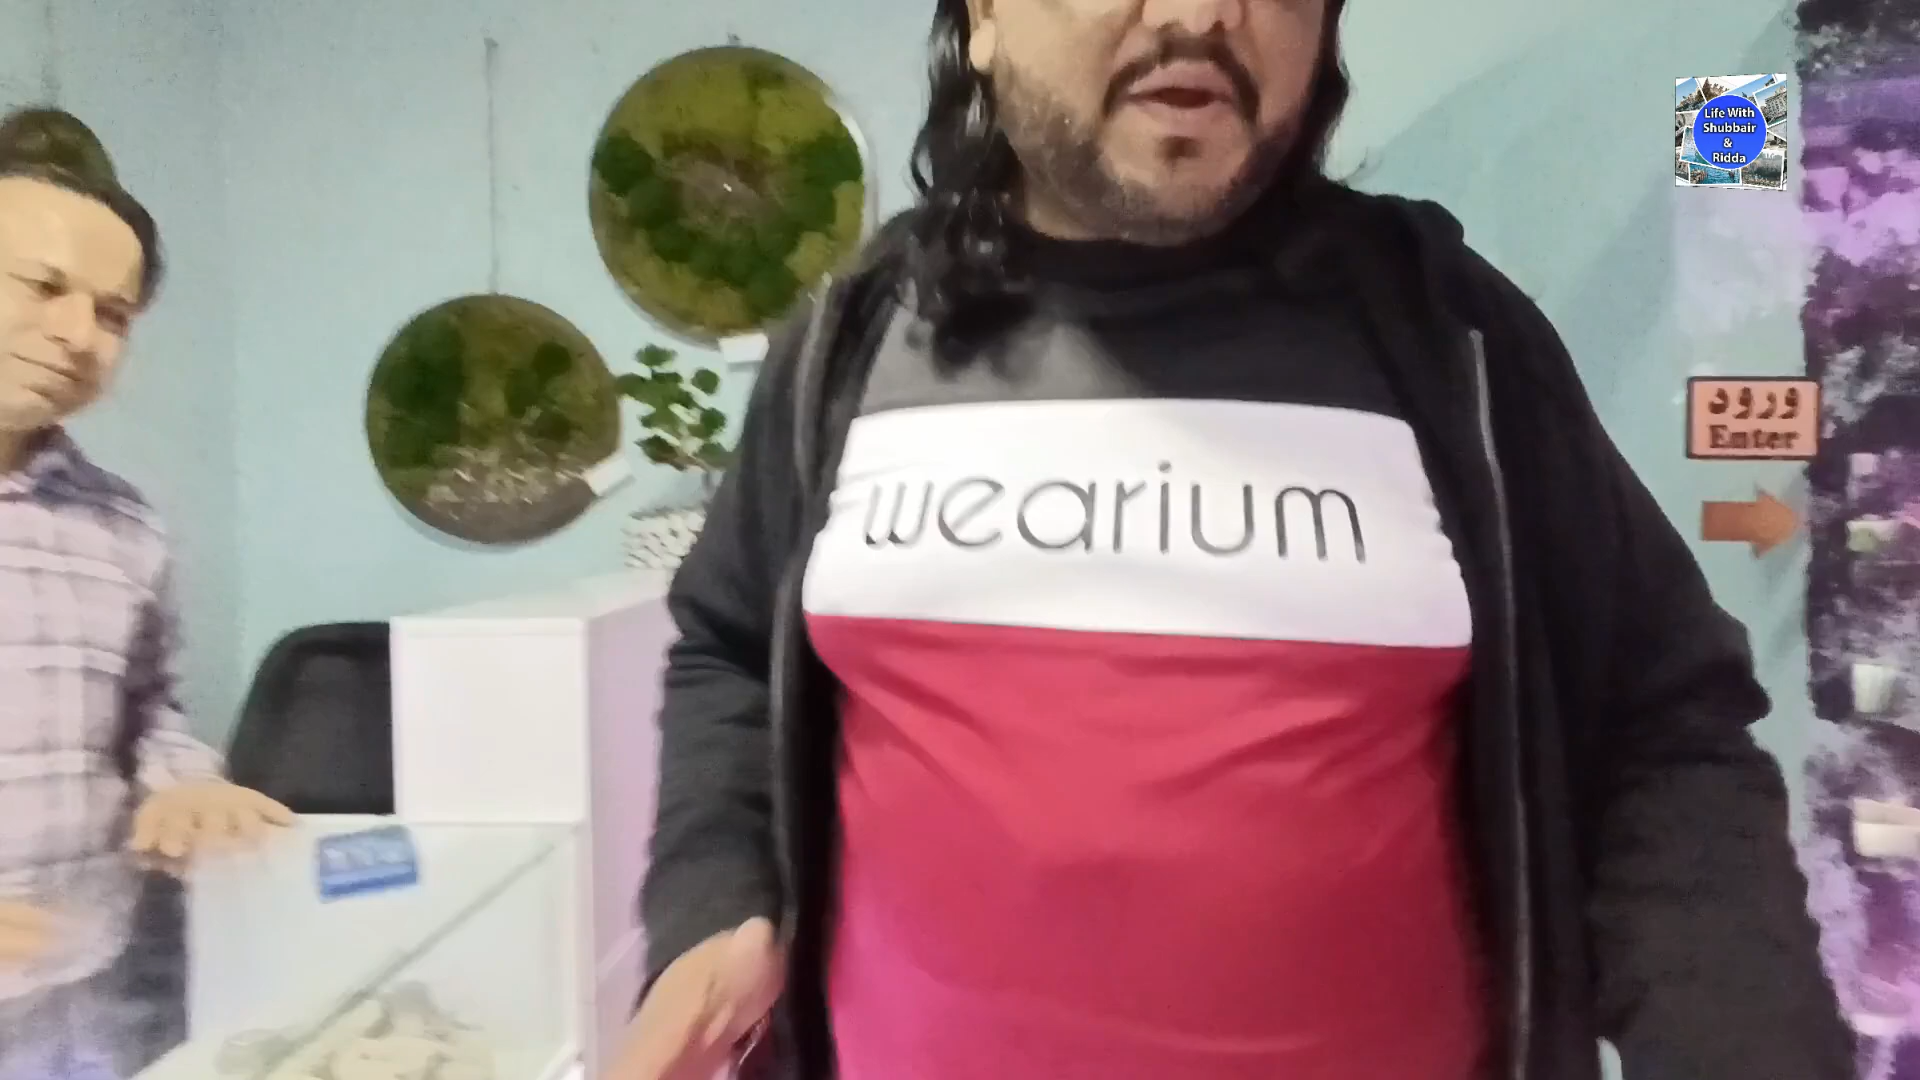 Life With
Shubbair
&
Ridda
ورود
Enter
wearium